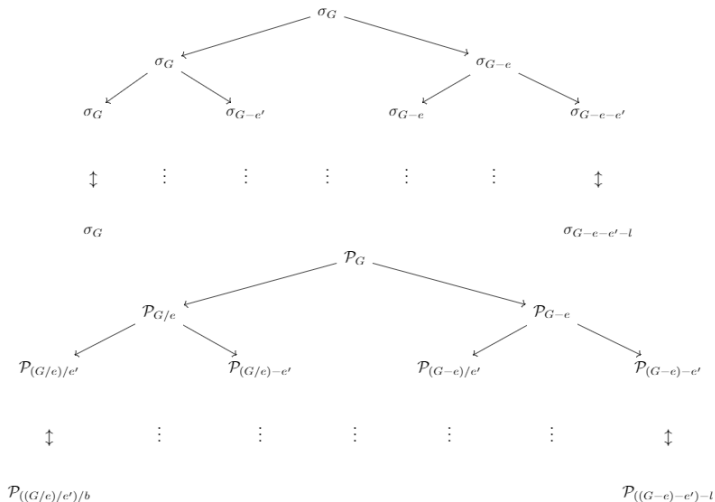 σ_G
σ_G σ_{G−e}
σ_G σ_{G−e′} σ_{G−e} σ_{G−e−e′}
↕ ⋮ ⋮ ⋮ ⋮ ⋮ ↕
σ_G σ_{G−e−e′−l}
𝒫_G
𝒫_{G/e} 𝒫_{G−e}
𝒫_{(G/e)/e′} 𝒫_{(G/e)−e′} 𝒫_{(G−e)/e′} 𝒫_{(G−e)−e′}
↕ ⋮ ⋮ ⋮ ⋮ ⋮ ↕
𝒫_{((G/e)/e′)/b} 𝒫_{((G−e)−e′)−l}